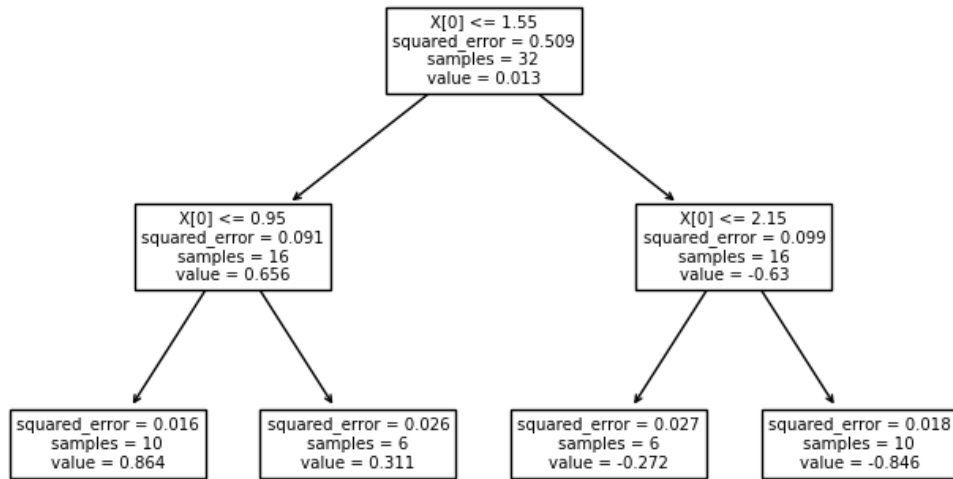 X[0] <= 1.55
squared_error = 0.509
samples = 32
value = 0.013
X[0] <= 0.95
squared_error = 0.091
samples = 16
value = 0.656
X[0] <= 2.15
squared_error = 0.099
samples = 16
value = -0.63
squared_error = 0.016
samples = 10
value = 0.864
squared_error = 0.026
samples = 6
value = 0.311
squared_error = 0.027
samples = 6
value = -0.272
squared_error = 0.018
samples = 10
value = -0.846